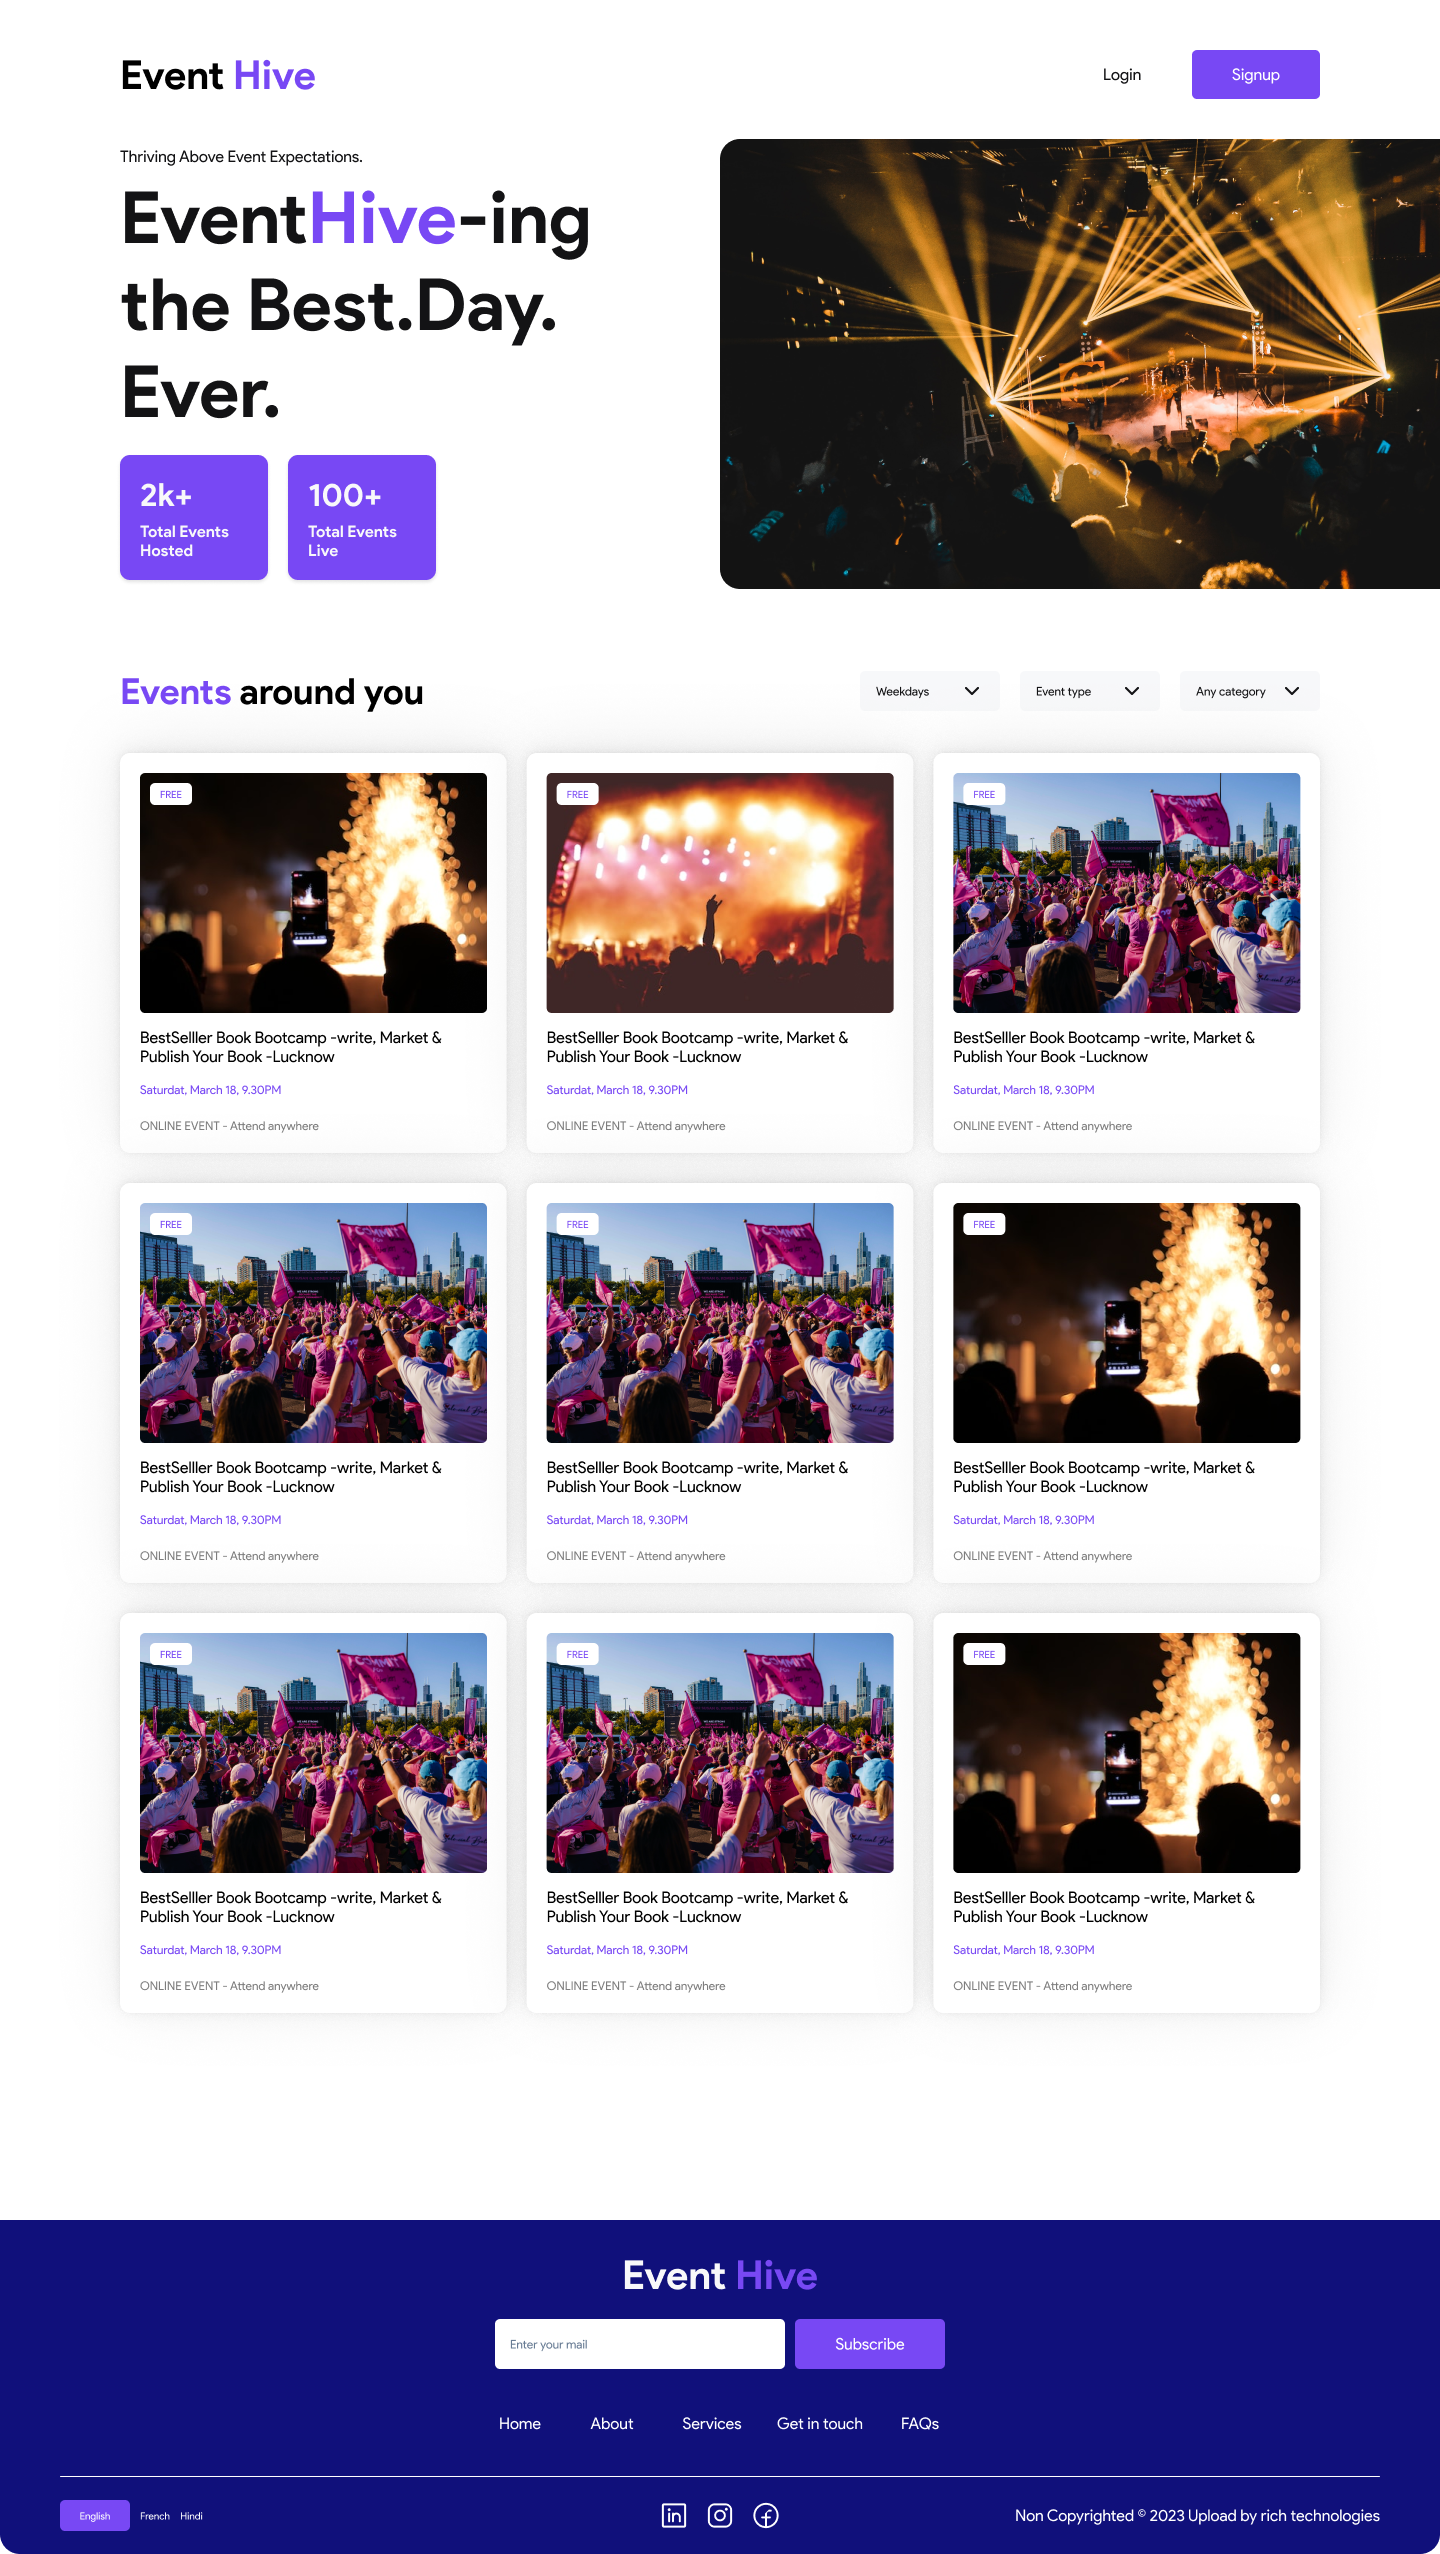 Event Hive
Login
Signup
Thriving Above Event Expectations.
EventHive-ing
the Best.Day.
Ever.
2k+
Total Events
Hosted
100+
Total Events
Live
Events around you
Weekdays
Event type
Any category
FREE
BestSelller Book Bootcamp -write, Market &
Publish Your Book -Lucknow
Saturdat, March 18, 9.30PM
ONLINE EVENT - Attend anywhere
FREE
BestSelller Book Bootcamp -write, Market &
Publish Your Book -Lucknow
Saturdat, March 18, 9.30PM
ONLINE EVENT - Attend anywhere
FREE
BestSelller Book Bootcamp -write, Market &
Publish Your Book -Lucknow
Saturdat, March 18, 9.30PM
ONLINE EVENT - Attend anywhere
FREE
BestSelller Book Bootcamp -write, Market &
Publish Your Book -Lucknow
Saturdat, March 18, 9.30PM
ONLINE EVENT - Attend anywhere
FREE
BestSelller Book Bootcamp -write, Market &
Publish Your Book -Lucknow
Saturdat, March 18, 9.30PM
ONLINE EVENT - Attend anywhere
FREE
BestSelller Book Bootcamp -write, Market &
Publish Your Book -Lucknow
Saturdat, March 18, 9.30PM
ONLINE EVENT - Attend anywhere
FREE
BestSelller Book Bootcamp -write, Market &
Publish Your Book -Lucknow
Saturdat, March 18, 9.30PM
ONLINE EVENT - Attend anywhere
FREE
BestSelller Book Bootcamp -write, Market &
Publish Your Book -Lucknow
Saturdat, March 18, 9.30PM
ONLINE EVENT - Attend anywhere
FREE
BestSelller Book Bootcamp -write, Market &
Publish Your Book -Lucknow
Saturdat, March 18, 9.30PM
ONLINE EVENT - Attend anywhere
Event Hive
Enter your mail
Subscribe
Home
About
Services
Get in touch
FAQs
English
French
Hindi
Non Copyrighted © 2023 Upload by rich technologies